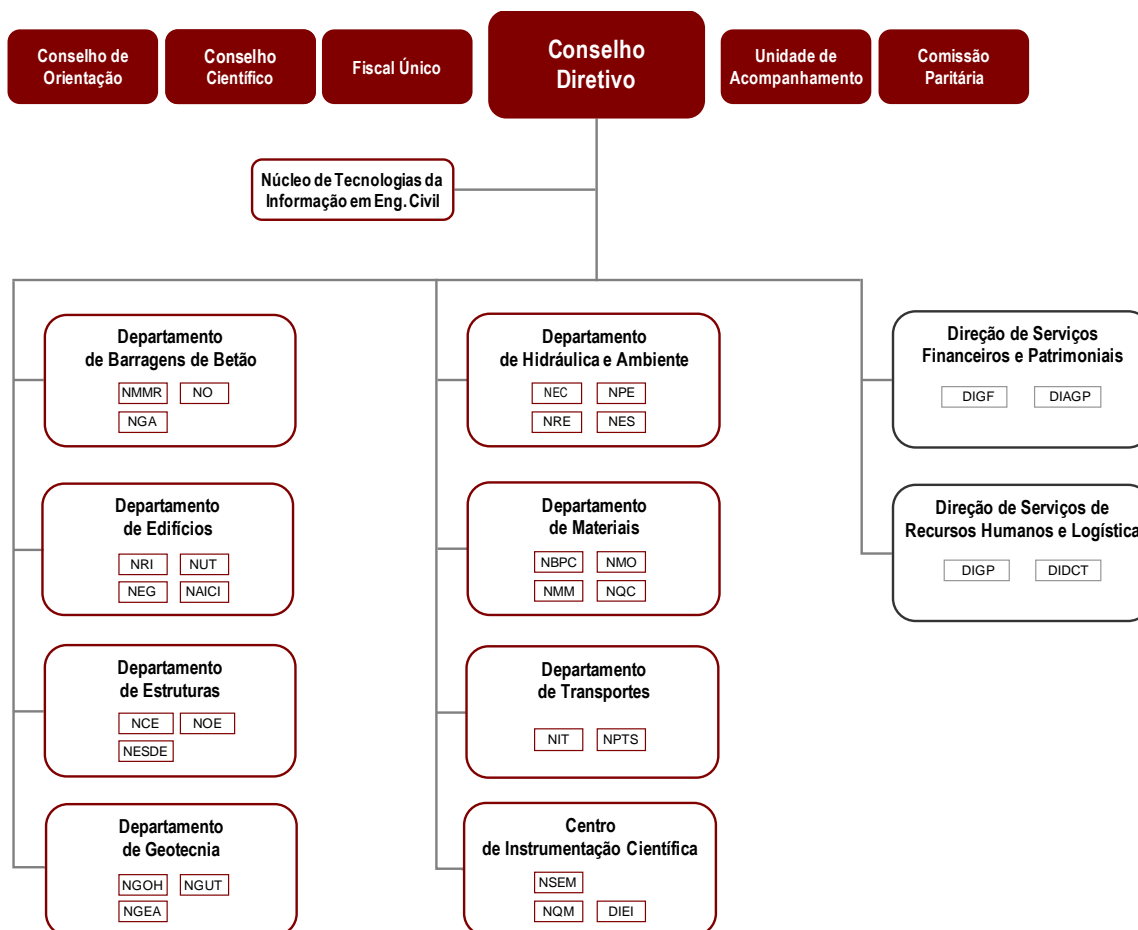 Conselho de
Orientação
Conselho
Científico
Fiscal Único
Conselho
Diretivo
Unidade de
Acompanhamento
Comissão
Paritária
Núcleo de Tecnologias da
Informação em Eng. Civil
Departamento
de Barragens de Betão
NMMR NO
NGA
Departamento
de Hidráulica e Ambiente
NEC NPE
NRE NES
Direção de Serviços
Financeiros e Patrimoniais
DIGF DIAGP
Departamento
de Edifícios
NRI NUT
NEG NAICI
Departamento
de Materiais
NBPC NMO
NMM NQC
Direção de Serviços de
Recursos Humanos e Logística
DIGP DIDCT
Departamento
de Estruturas
NCE NOE
NESDE
Departamento
de Transportes
NIT NPTS
Departamento
de Geotecnia
NGOH NGUT
NGEA
Centro
de Instrumentação Científica
NSEM
NQM DIEI